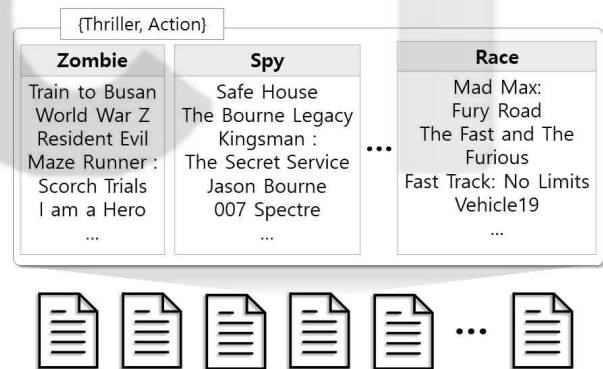 {Thriller, Action}
Zombie
Train to Busan
World War Z
Resident Evil
Maze Runner :
Scorch Trials
I am a Hero
...
Spy
Safe House
The Bourne Legacy
Kingsman :
The Secret Service
Jason Bourne
007 Spectre
...
...
Race
Mad Max:
Fury Road
The Fast and The
Furious
Fast Track: No Limits
Vehicle19
...
...